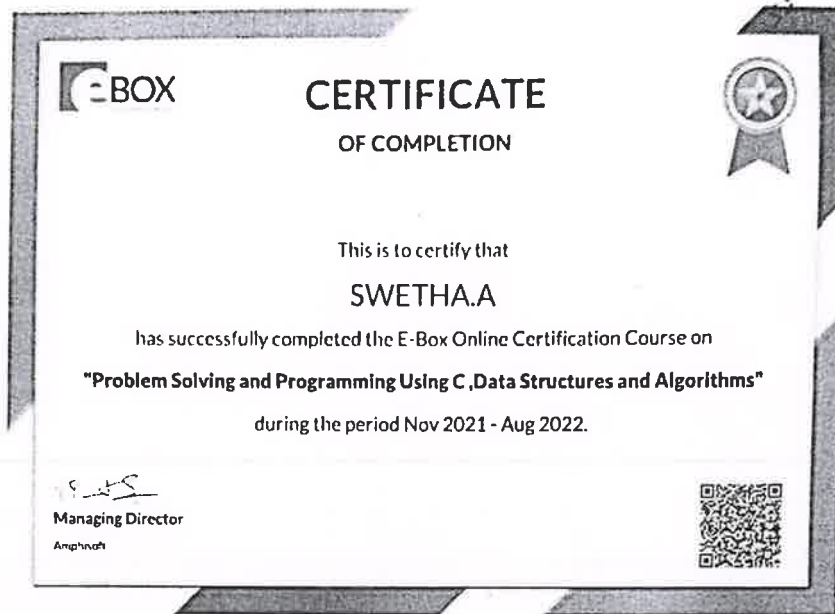 e BOX
CERTIFICATE
OF COMPLETION
This is to certify that
SWETHA.A
has successfully completed the E-Box Online Certification Course on
"Problem Solving and Programming Using C ,Data Structures and Algorithms"
during the period Nov 2021 - Aug 2022.
Managing Director